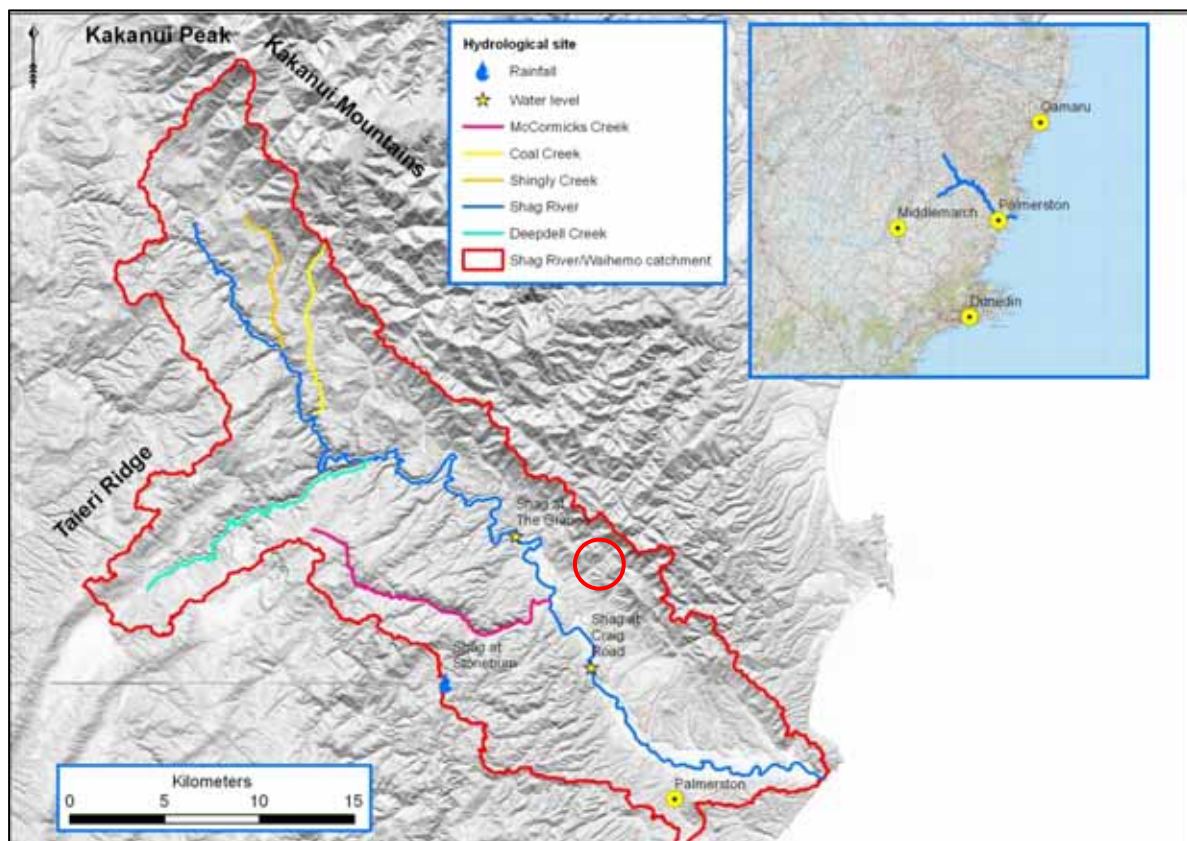 Kakanui Peak
Kakanui Mountains
Taieri Ridge
Hydrological site
Rainfall
Water level
McCormicks Creek
Coal Creek
Shingly Creek
Shag River
Deepdell Creek
Shag River/Waihemo catchment
Oamaru
Middlemarch
Palmerston
Dunedin
Shag at
The Grange
Shag at
Craig
Road
Shag at
Stoneburn
Palmerston
Kilometers
0 5 10 15